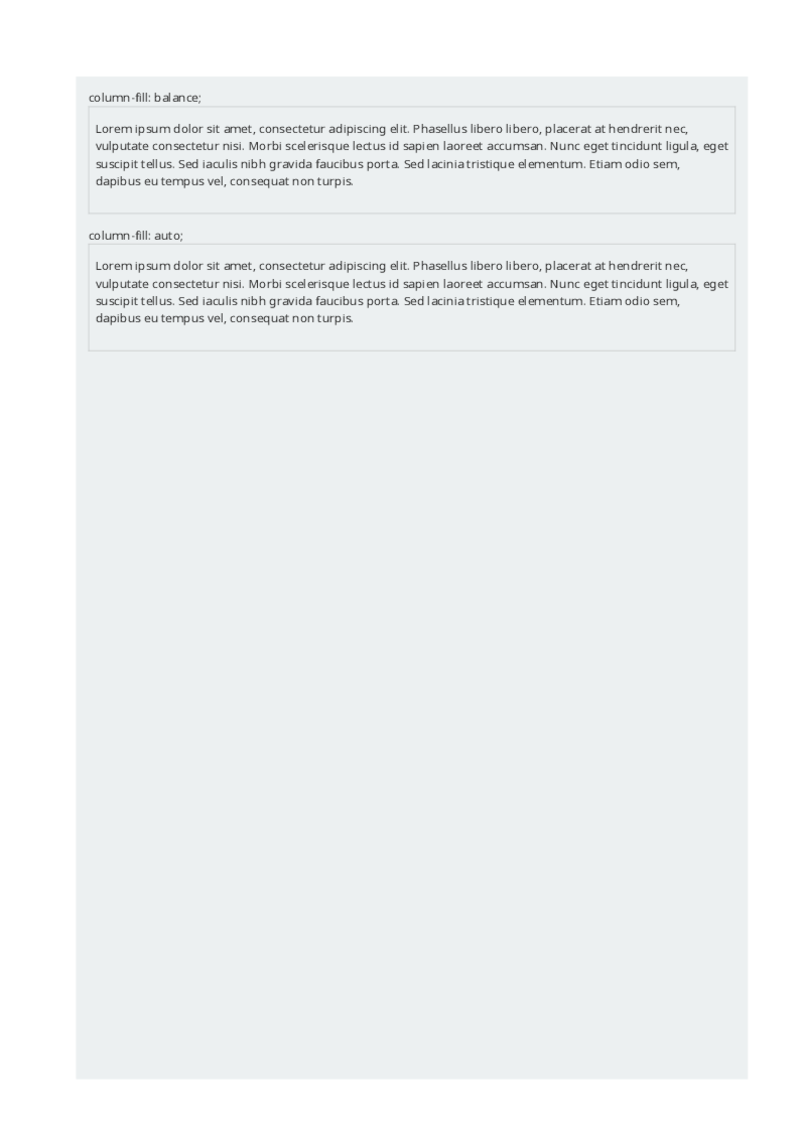 column-fill: balance;
Lorem ipsum dolor sit amet, consectetur adipiscing elit. Phasellus libero libero, placerat at hendrerit nec,
vulputate consectetur nisi. Morbi scelerisque lectus id sapien laoreet accumsan. Nunc eget tincidunt ligula, eget
suscipit tellus. Sed iaculis nibh gravida faucibus porta. Sed lacinia tristique elementum. Etiam odio sem,
dapibus eu tempus vel, consequat non turpis.
column-fill: auto;
Lorem ipsum dolor sit amet, consectetur adipiscing elit. Phasellus libero libero, placerat at hendrerit nec,
vulputate consectetur nisi. Morbi scelerisque lectus id sapien laoreet accumsan. Nunc eget tincidunt ligula, eget
suscipit tellus. Sed iaculis nibh gravida faucibus porta. Sed lacinia tristique elementum. Etiam odio sem,
dapibus eu tempus vel, consequat non turpis.